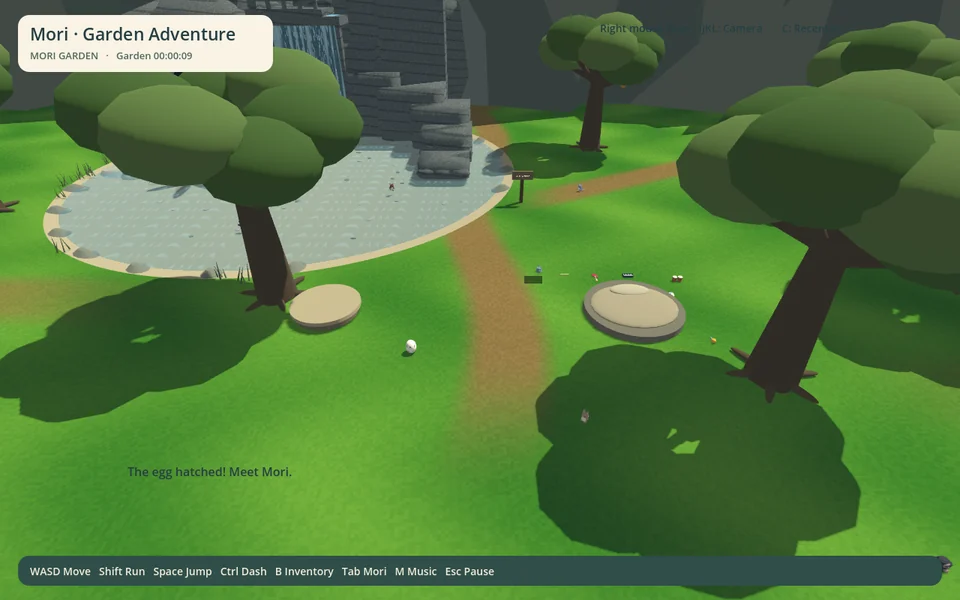 Mori · Garden Adventure
MORI GARDEN · Garden 00:00:09
Right Camera C: Recen
The egg hatched! Meet Mori.
WASD Move Shift Run Space Jump Ctrl Dash B Inventory Tab Mori M Music Esc Pause